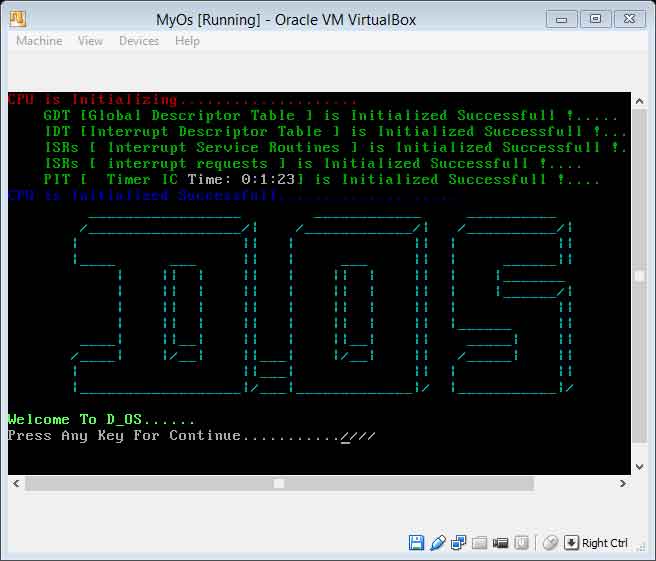 MyOs [Running] - Oracle VM VirtualBox
Machine View Devices Help
CPU is Initializing....................
GDT [Global Descriptor Table ] is Initialized Successfull !.....
IDT [Interrupt Descriptor Table ] is Initialized Successfull !...
ISRs [ Interrupt Service Routines ] is Initialized Successfull !.
ISRs [ interrupt requests ] is Initialized Successfull !....
PIT [  Timer IC Time: 0:1:23] is Initialized Successfull !....
CPU is Initialized Successfull....................
D_OS
Welcome To D_OS......
Press Any Key For Continue...........////
Right Ctrl